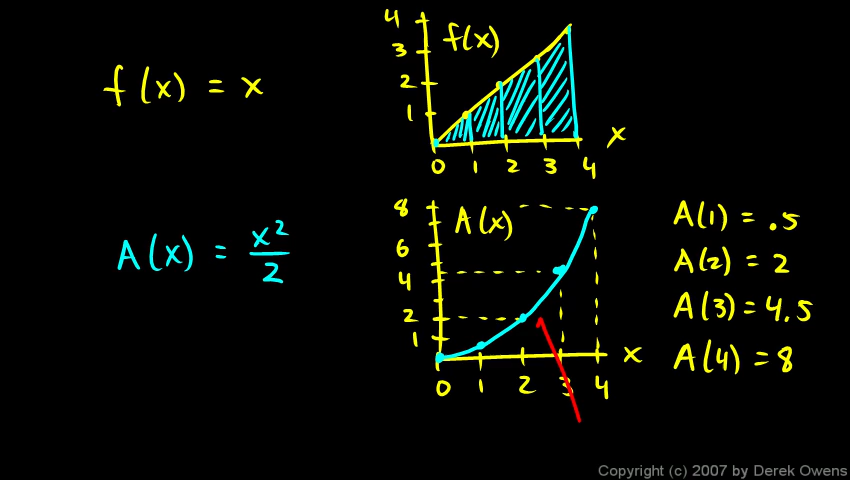 f(x) = x
4
3
2
1
f(x)
0 1 2 3 4
x
A(x) = x²/2
8
6
4
2
1
A(x)
0 1 2 3 4
x
A(1) = .5
A(2) = 2
A(3) = 4.5
A(4) = 8
Copyright (c) 2007 by Derek Owens